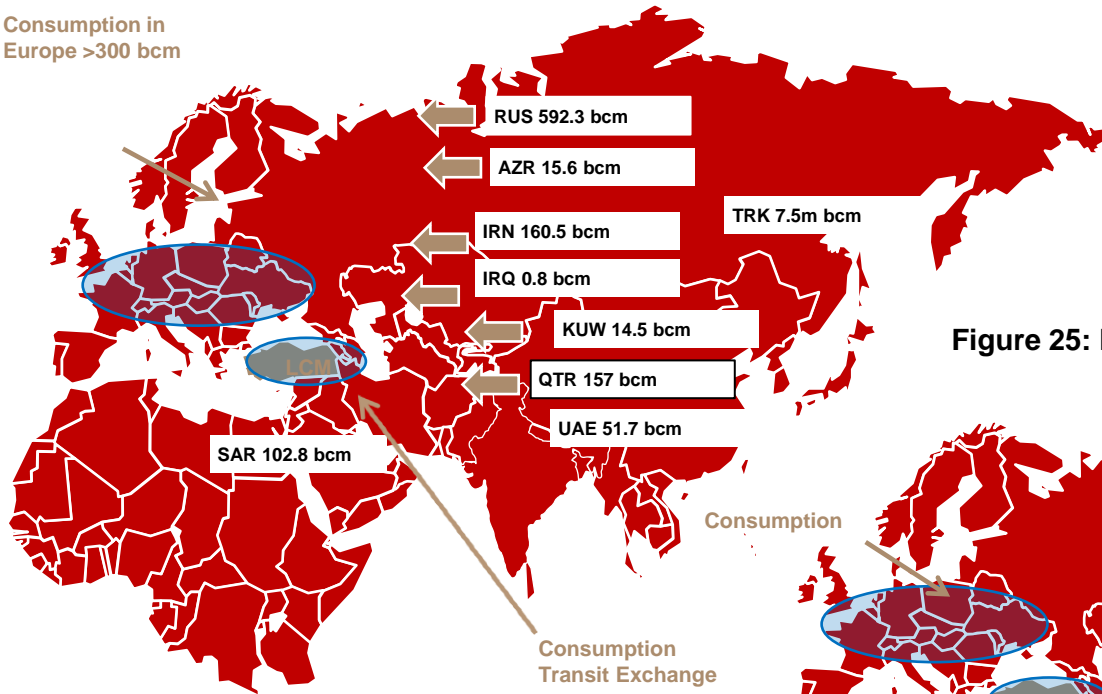 Consumption in
Europe >300 bcm
RUS 592.3 bcm
AZR 15.6 bcm
TRK 7.5m bcm
IRN 160.5 bcm
IRQ 0.8 bcm
KUW 14.5 bcm
Figure 25:
LCM
QTR 157 bcm
UAE 51.7 bcm
SAR 102.8 bcm
Consumption
Consumption
Transit Exchange